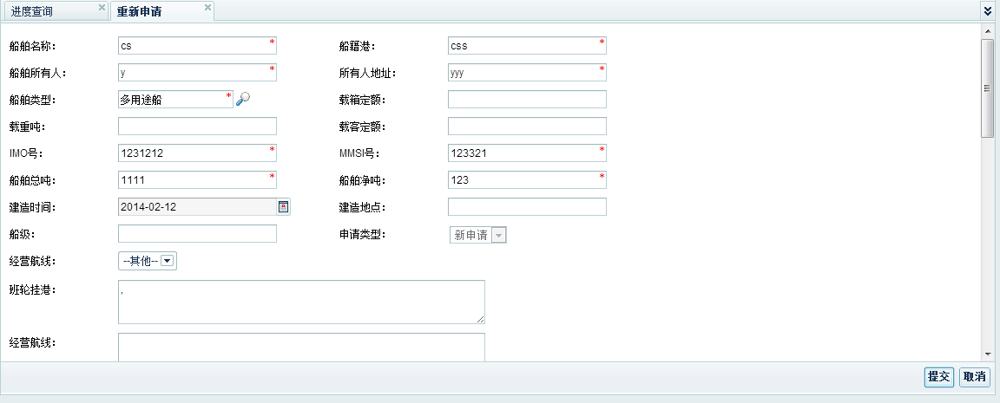 进度查询 重新申请
船舶名称： cs * 船籍港： css *
船舶所有人： y * 所有人地址： yyy *
船舶类型： 多用途船 * 载箱定额：
载重吨： 载客定额：
IMO号： 1231212 * MMSI号： 123321 *
船舶总吨： 1111 * 船舶净吨： 123 *
建造时间： 2014-02-12 建造地点：
船级： 申请类型： 新申请
经营航线： --其他--
班轮挂港： ,
经营航线：
提交 取消